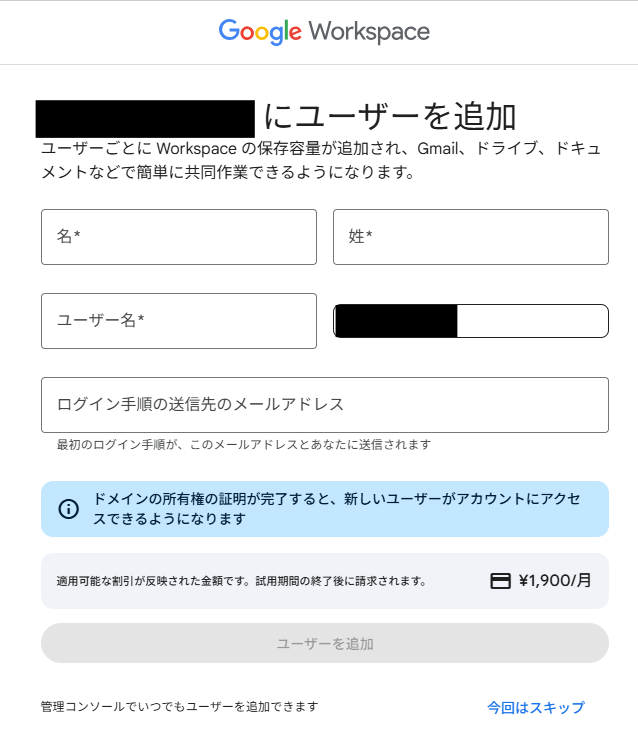 Google Workspace
にユーザーを追加
ユーザーごとに Workspace の保存容量が追加され、Gmail、ドライブ、ドキュ
メントなどで簡単に共同作業できるようになります。
名*
姓*
ユーザー名*
ログイン手順の送信先のメールアドレス
最初のログイン手順が、このメールアドレスとあなたに送信されます
ドメインの所有権の証明が完了すると、新しいユーザーがアカウントにアクセ
スできるようになります
適用可能な割引が反映された金額です。試用期間の終了後に請求されます。
¥1,900/月
ユーザーを追加
管理コンソールでいつでもユーザーを追加できます
今回はスキップ